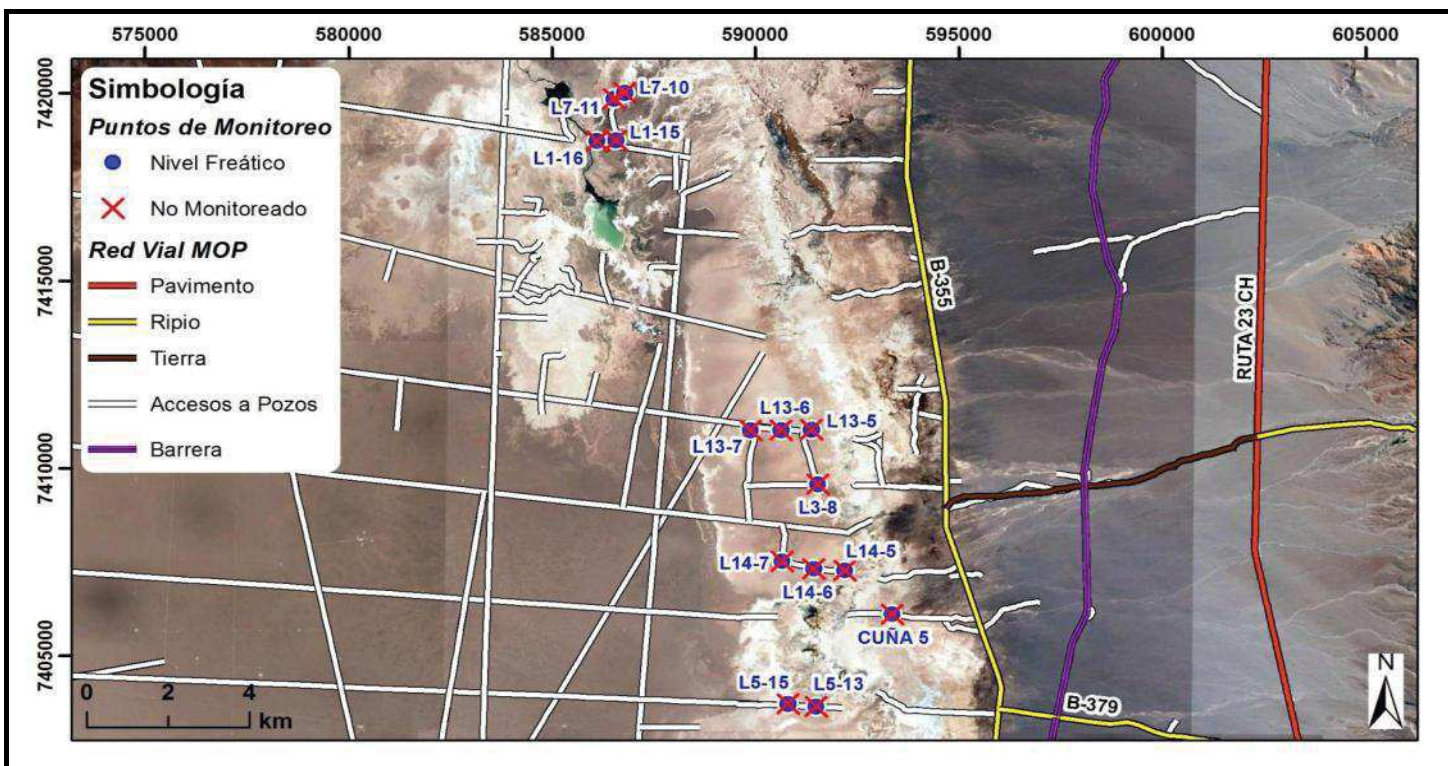 575000 580000 585000 590000 595000 600000 605000
7420000
7415000
7410000
7405000
Simbología
Puntos de Monitoreo
Nivel Freático
No Monitoreado
Red Vial MOP
Pavimento
Ripio
Tierra
Accesos a Pozos
Barrera
L7-10
L7-11
L1-15
L1-16
B-355
RUTA 23 CH
L13-6
L13-5
L13-7
L3-8
L14-7
L14-5
L14-6
CUÑA 5
L5-15
L5-13
B-379
0 2 4
km
N